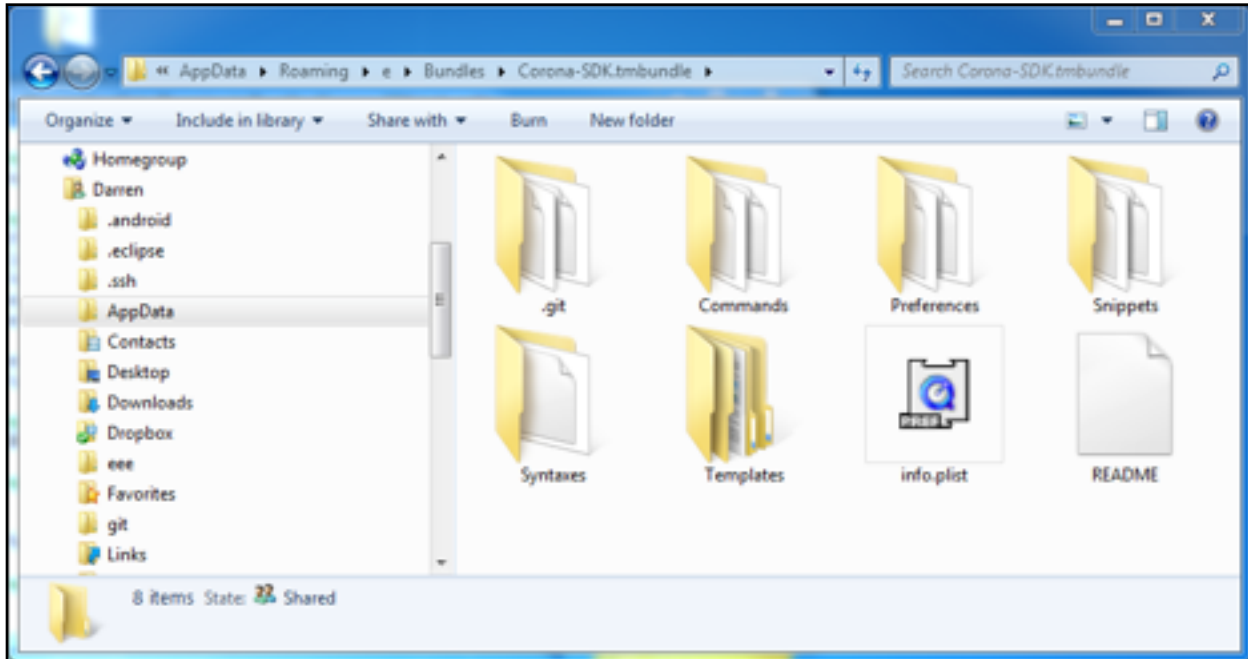 « AppData ▸ Roaming ▸ e ▸ Bundles ▸ Corona-SDK.tmbundle ▸
Search Corona-SDK.tmbundle
Organize Include in library Share with Burn New folder
Homegroup
Darren
.android
.eclipse
.ssh
AppData
Contacts
Desktop
Downloads
Dropbox
eee
Favorites
git
Links
.git Commands Preferences Snippets
PREF
Syntaxes Templates info.plist README
8 items State: Shared